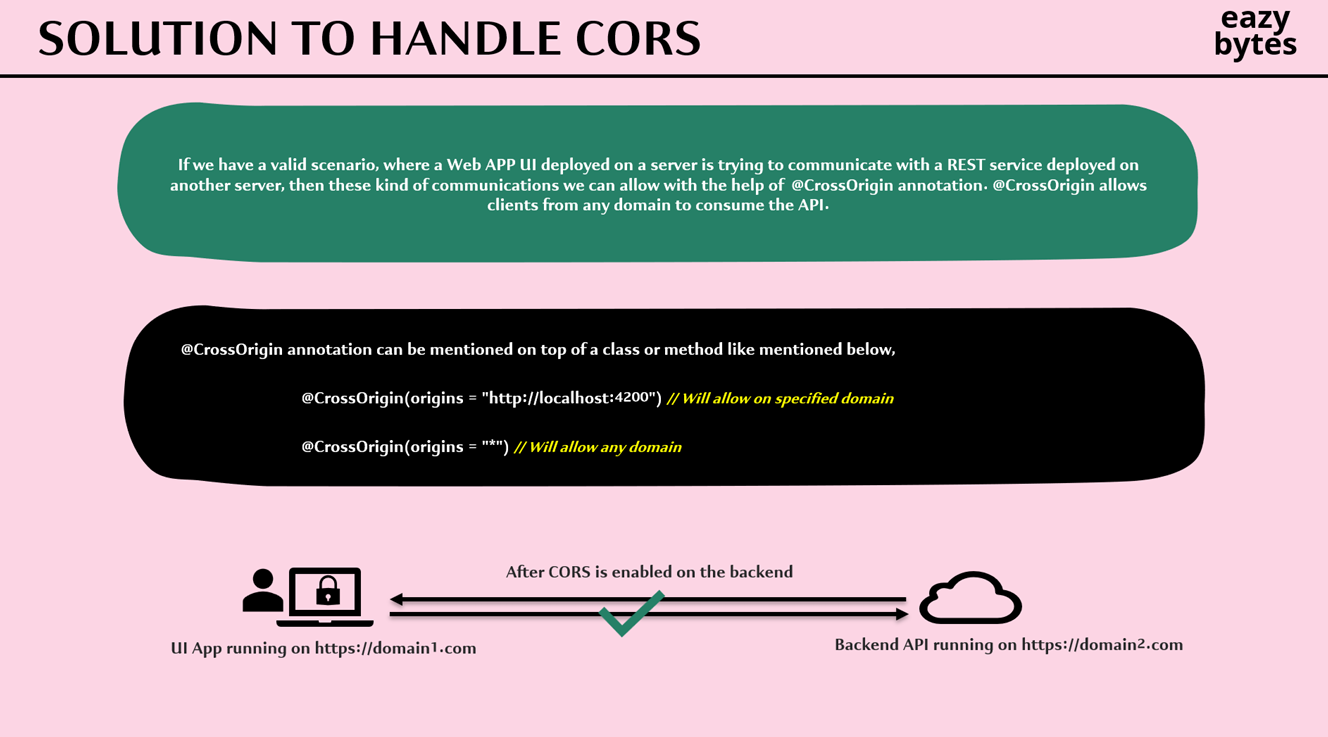 SOLUTION TO HANDLE CORS
eazy
bytes
If we have a valid scenario, where a Web APP UI deployed on a server is trying to communicate with a REST service deployed on
another server, then these kind of communications we can allow with the help of @CrossOrigin annotation. @CrossOrigin allows
clients from any domain to consume the API.
@CrossOrigin annotation can be mentioned on top of a class or method like mentioned below,
@CrossOrigin(origins = "http://localhost:4200") // Will allow on specified domain
@CrossOrigin(origins = "*") // Will allow any domain
After CORS is enabled on the backend
UI App running on https://domain1.com
Backend API running on https://domain2.com